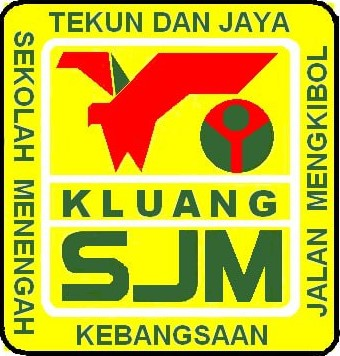 TEKUN DAN JAYA
SEKOLAH MENENGAH
KEBANGSAAN
JALAN MENGKIBOL
KLUANG
SJM